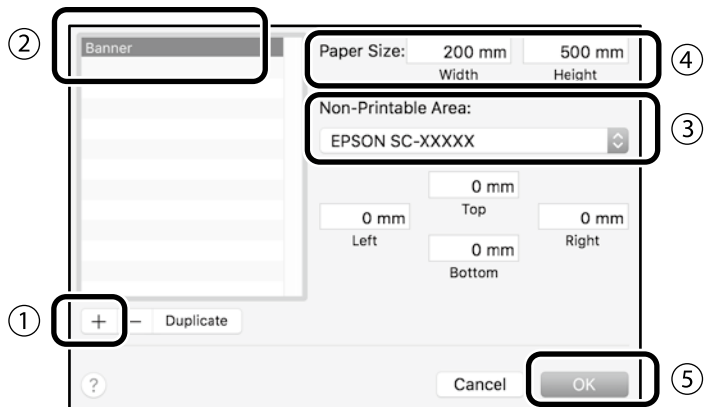 ②
④
Banner
Paper Size: 200 mm 500 mm
Width Height
③
Non-Printable Area:
EPSON SC-XXXXX
0 mm
Top
0 mm 0 mm
Left Right
0 mm
Bottom
①
+ – Duplicate
⑤
? Cancel OK